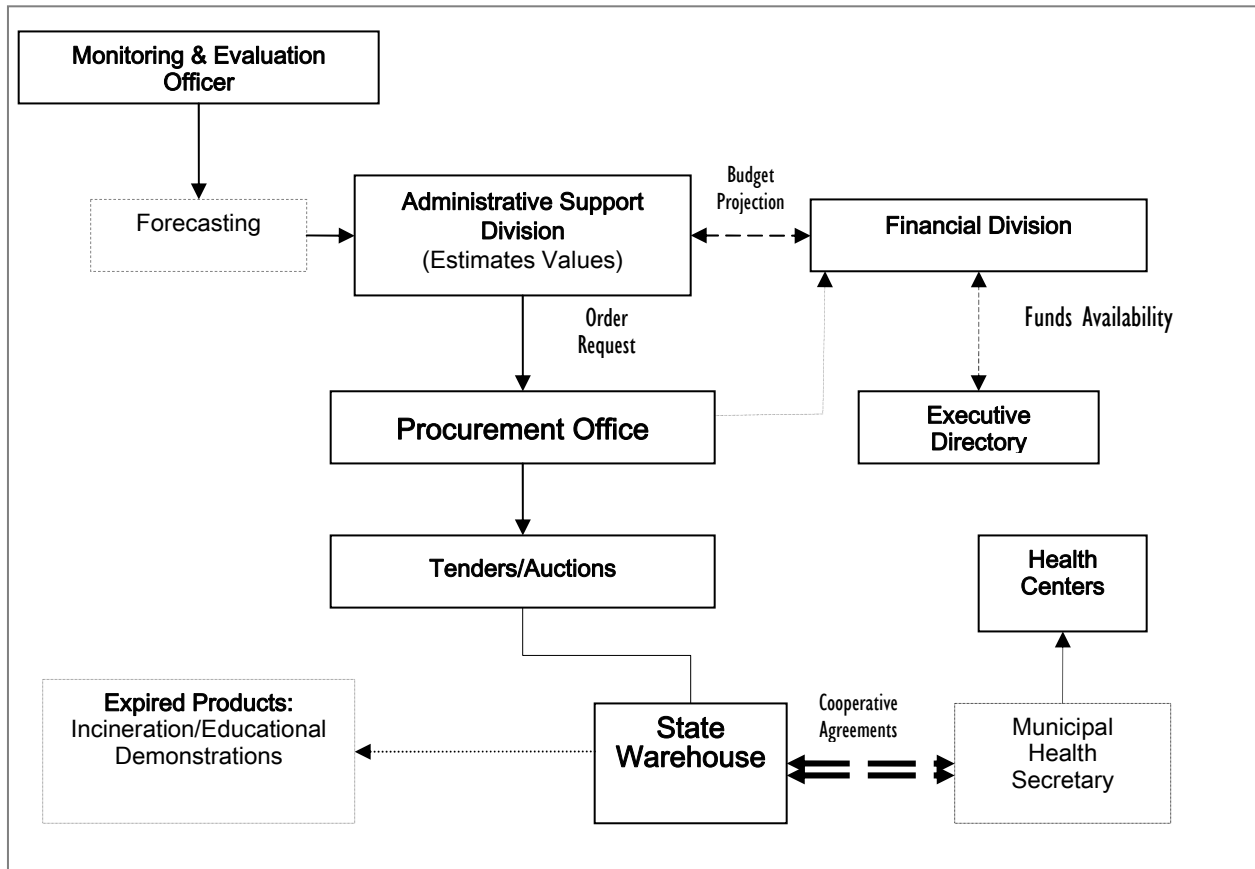 Monitoring & Evaluation
Officer
Forecasting
Administrative Support
Division
(Estimates Values)
Budget
Projection
Financial Division
Order
Request
Funds Availability
Procurement Office
Executive
Directory
Tenders/Auctions
Health
Centers
Expired Products:
Incineration/Educational
Demonstrations
State
Warehouse
Cooperative
Agreements
Municipal
Health
Secretary